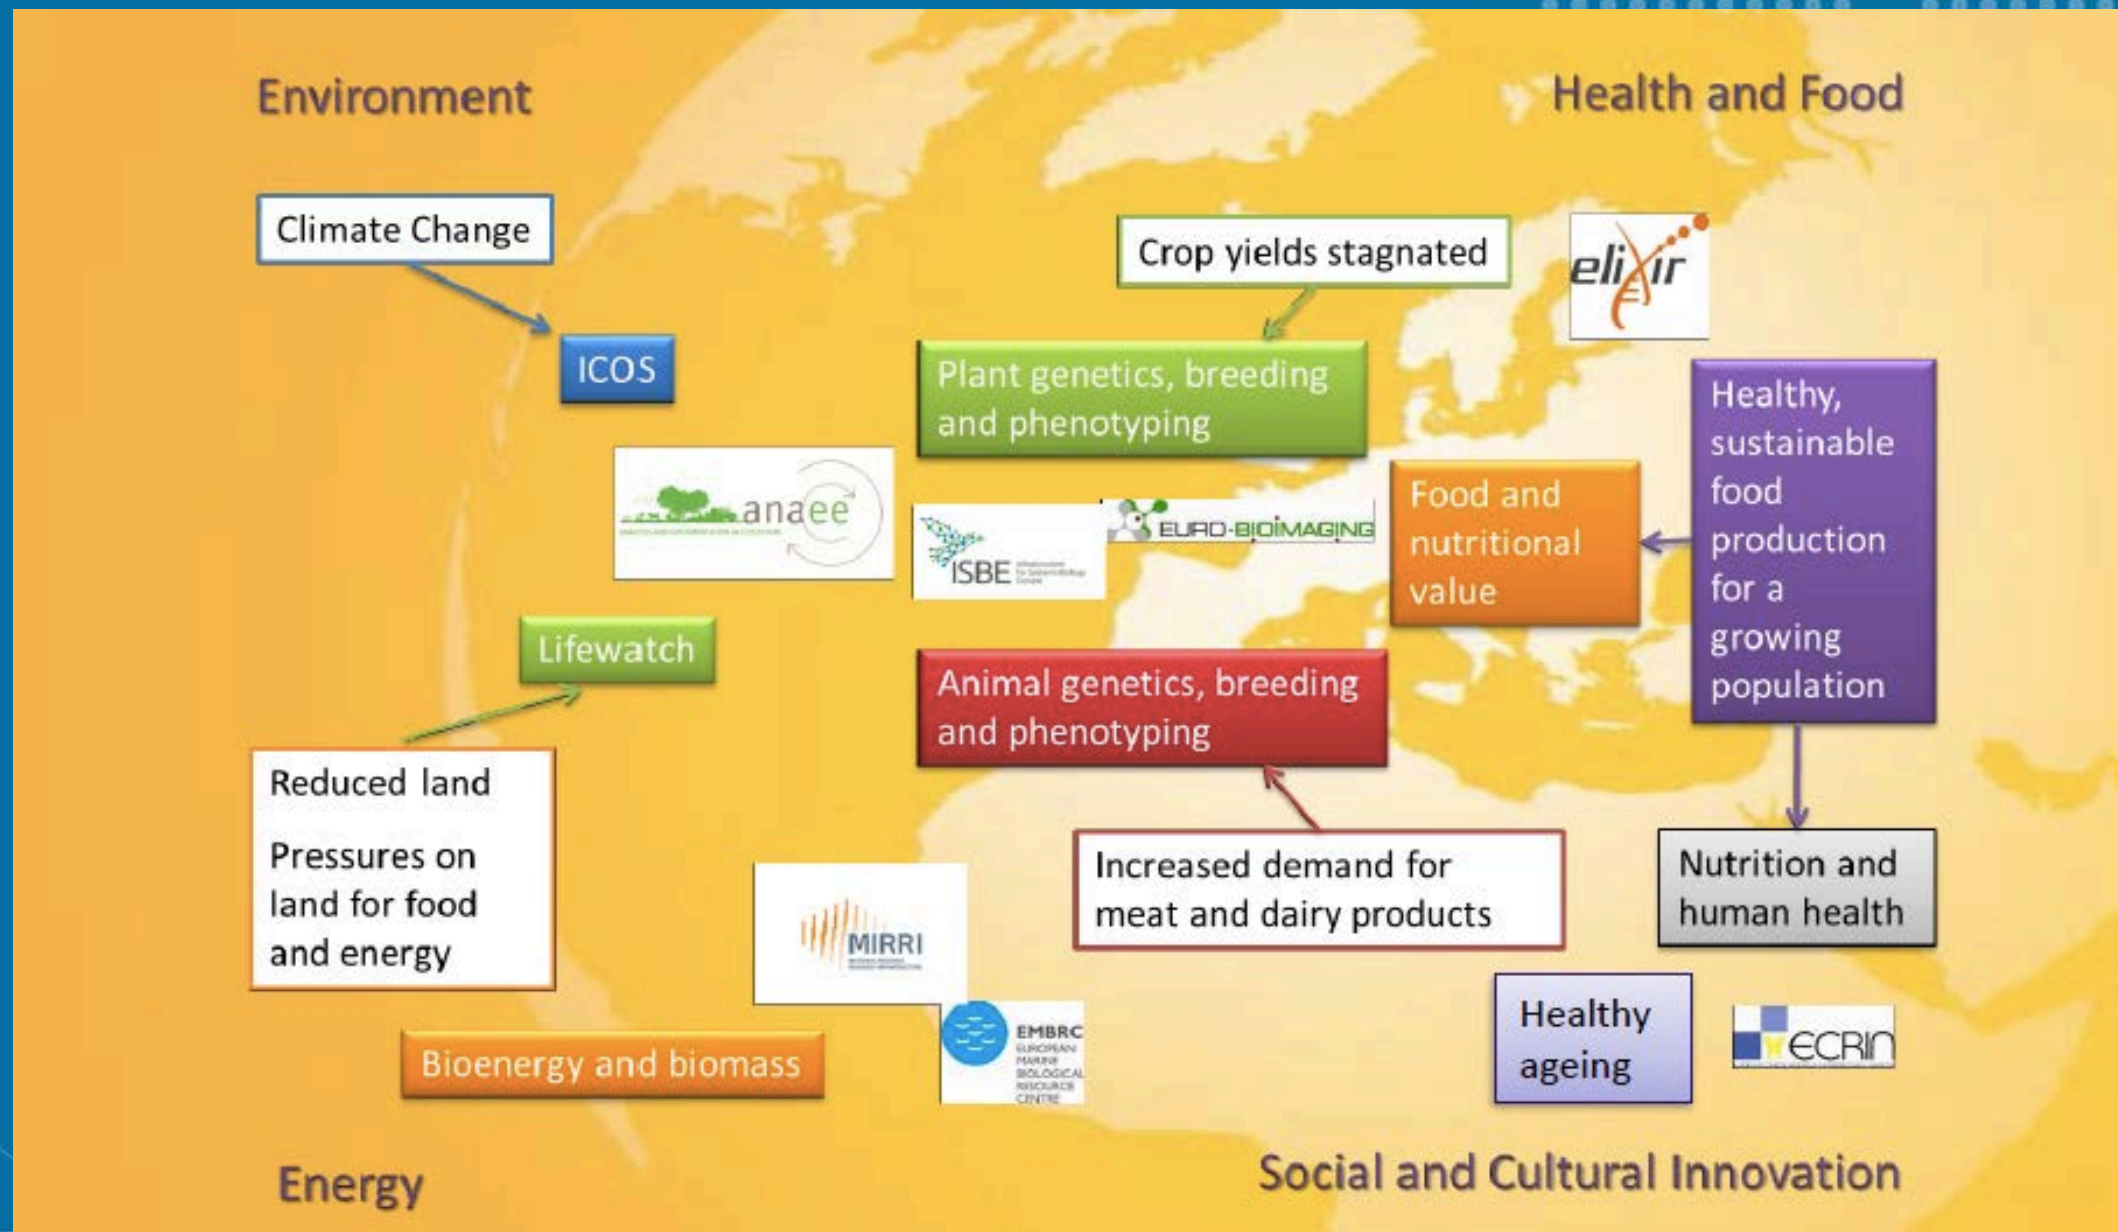 Environment
Health and Food
Climate Change
Crop yields stagnated
elixir
ICOS
Plant genetics, breeding
and phenotyping
Healthy,
sustainable
food
production
for a
growing
population
anaee
ISBE
EURO-BIOIMAGING
Food and
nutritional
value
Lifewatch
Animal genetics, breeding
and phenotyping
Reduced land
Pressures on
land for food
and energy
Increased demand for
meat and dairy products
Nutrition and
human health
MIRRI
EMBRC
EUROPEAN
MARINE
BIOLOGICAL
RESOURCE
CENTRE
Healthy
ageing
ECRIN
Bioenergy and biomass
Energy
Social and Cultural Innovation